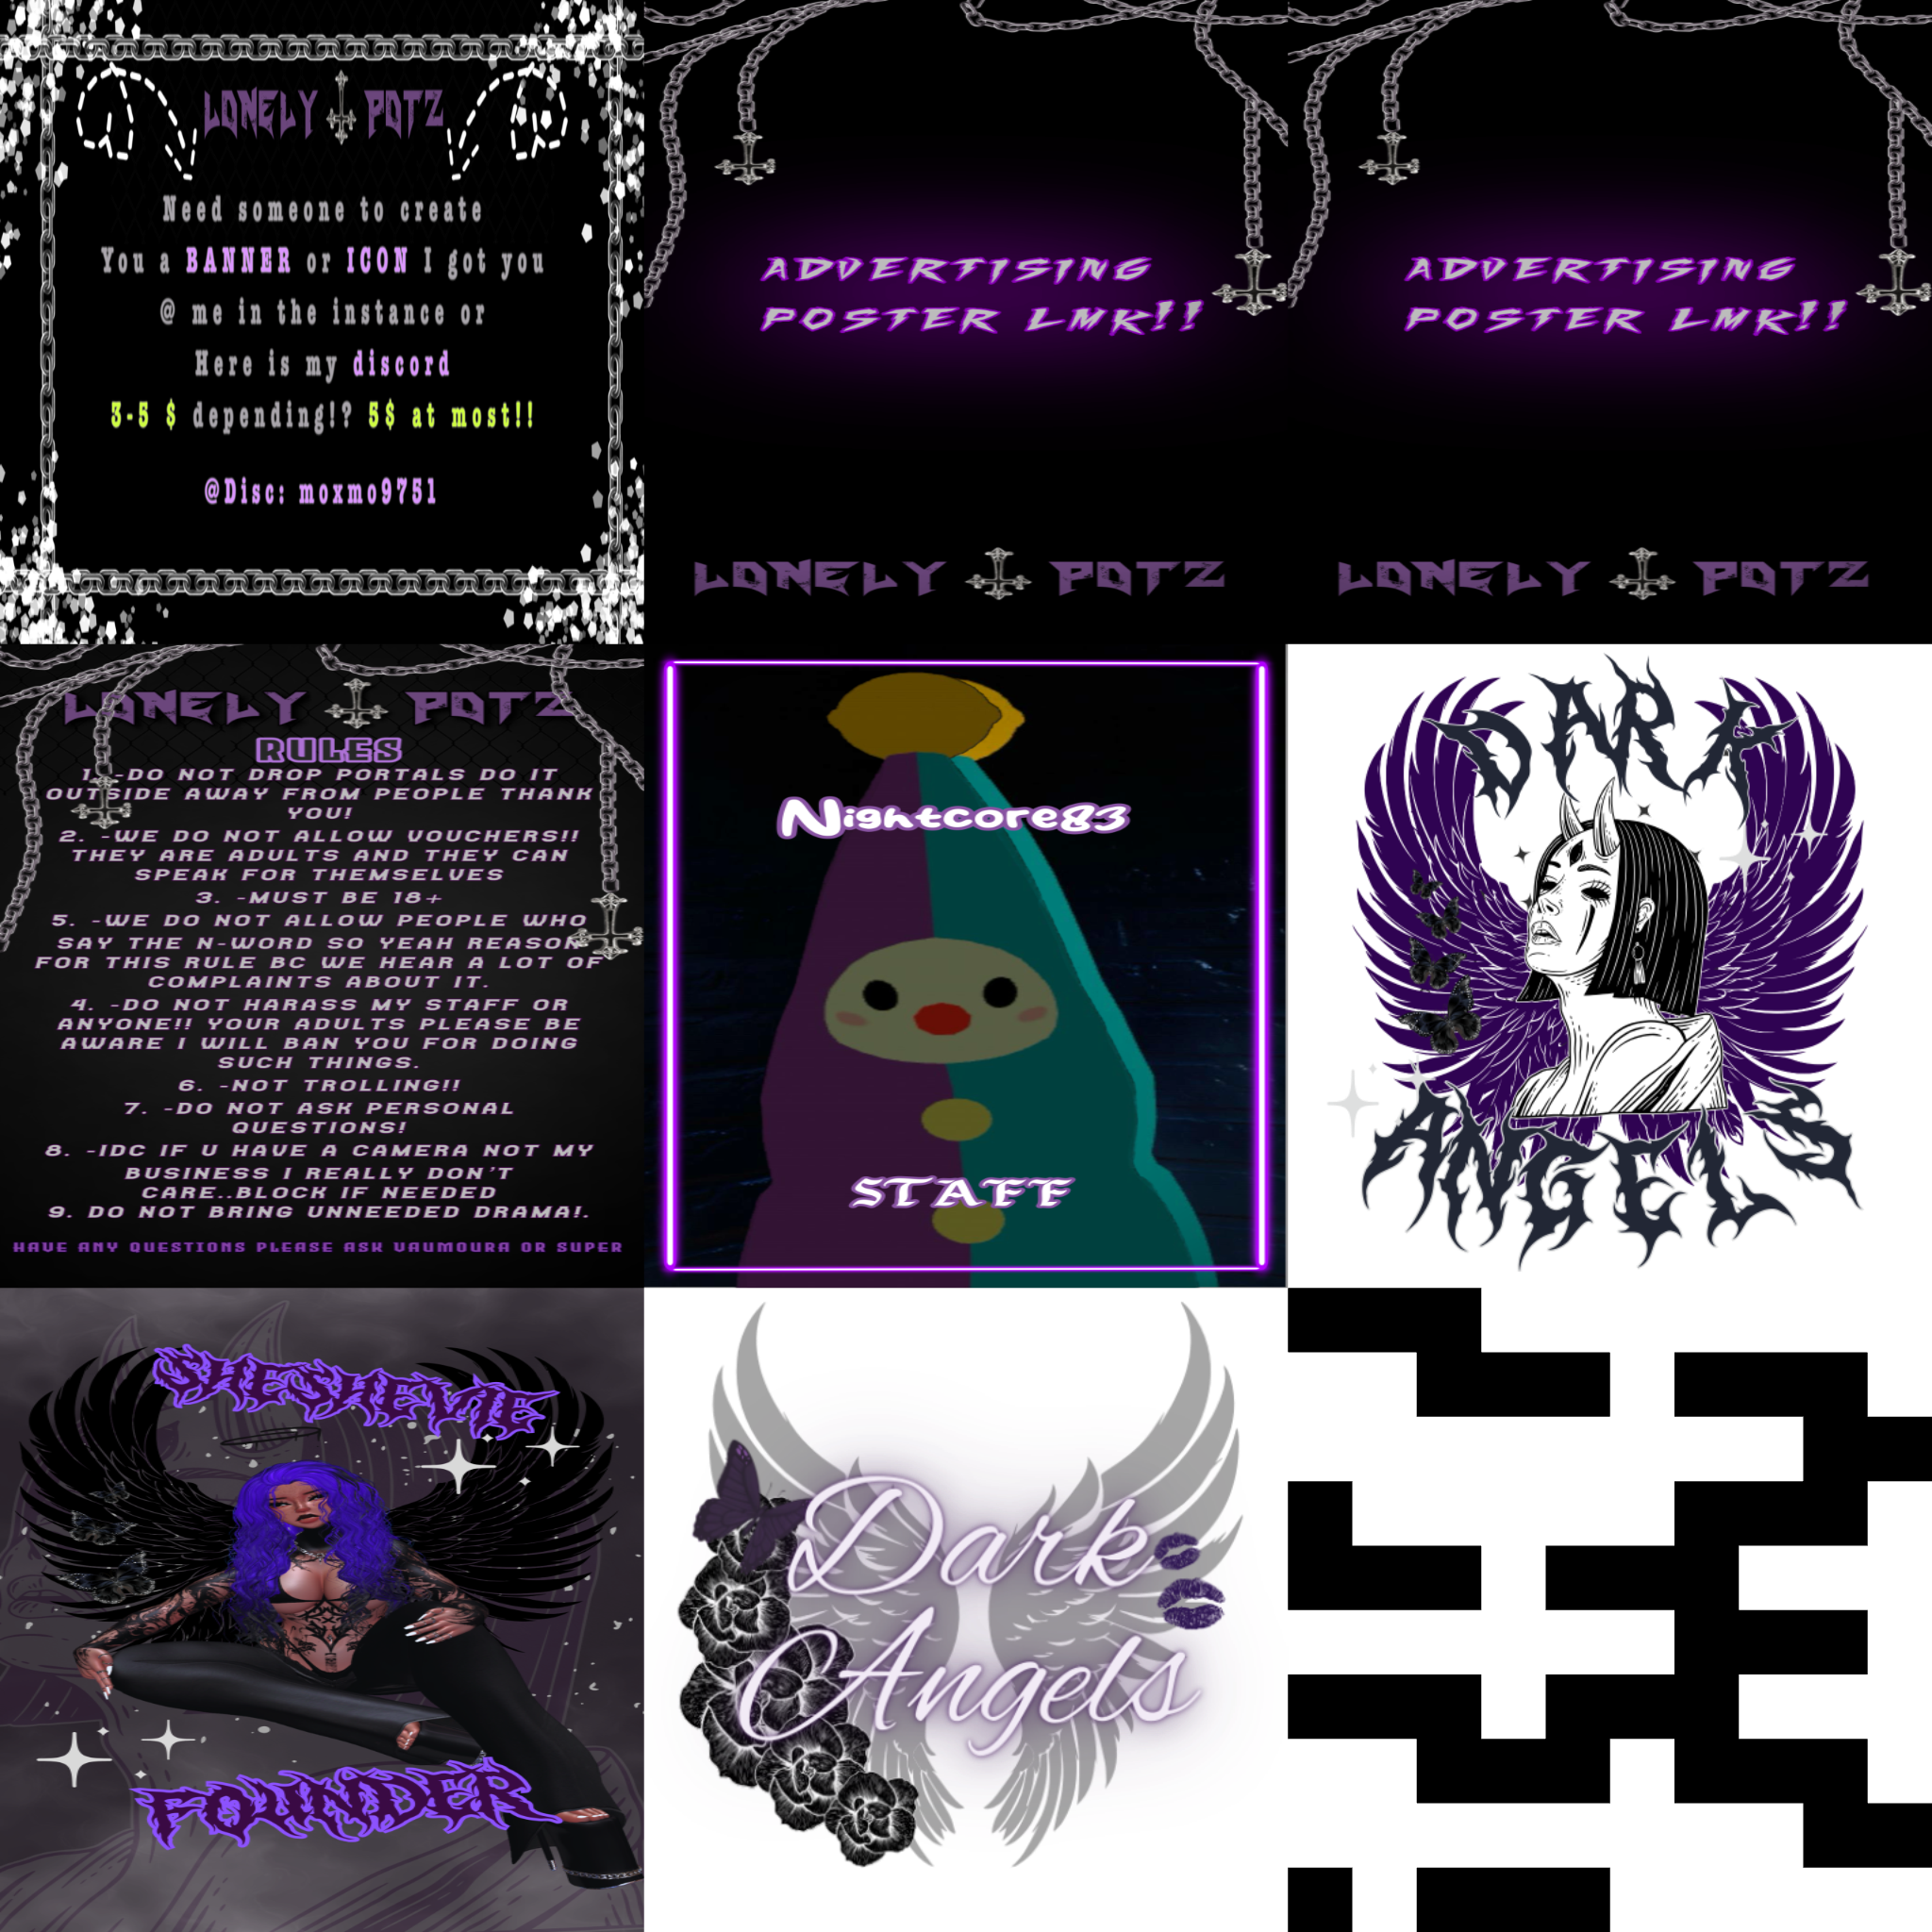 LONELY POTZ
Need someone to create
You a BANNER or ICON I got you
@ me in the instance or
Here is my discord
3-5 $ depending!? 5$ at most!!
@Disc: moxmo9751
ADVERTISING
POSTER LMK!!
LONELY POTZ
ADVERTISING
POSTER LMK!!
LONELY POTZ
LONELY POTZ
RULES
1. -DO NOT DROP PORTALS DO IT
OUTSIDE AWAY FROM PEOPLE THANK
YOU!
2. -WE DO NOT ALLOW VOUCHERS!!
THEY ARE ADULTS AND THEY CAN
SPEAK FOR THEMSELVES
3. -MUST BE 18+
5. -WE DO NOT ALLOW PEOPLE WHO
SAY THE N-WORD SO YEAH REASON
FOR THIS RULE BC WE HEAR A LOT OF
COMPLAINTS ABOUT IT.
4. -DO NOT HARASS MY STAFF OR
ANYONE!! YOUR ADULTS PLEASE BE
AWARE I WILL BAN YOU FOR DOING
SUCH THINGS.
6. -NOT TROLLING!!
7. -DO NOT ASK PERSONAL
QUESTIONS!
8. -IDC IF U HAVE A CAMERA NOT MY
BUSINESS I REALLY DON'T
CARE..BLOCK IF NEEDED
9. DO NOT BRING UNNEEDED DRAMA!.
HAVE ANY QUESTIONS PLEASE ASK VAUMOURA OR SUPER
Nightcore83
STAFF
DARK
ANGELS
SHESHEVIE
FOUNDER
Dark
Angels